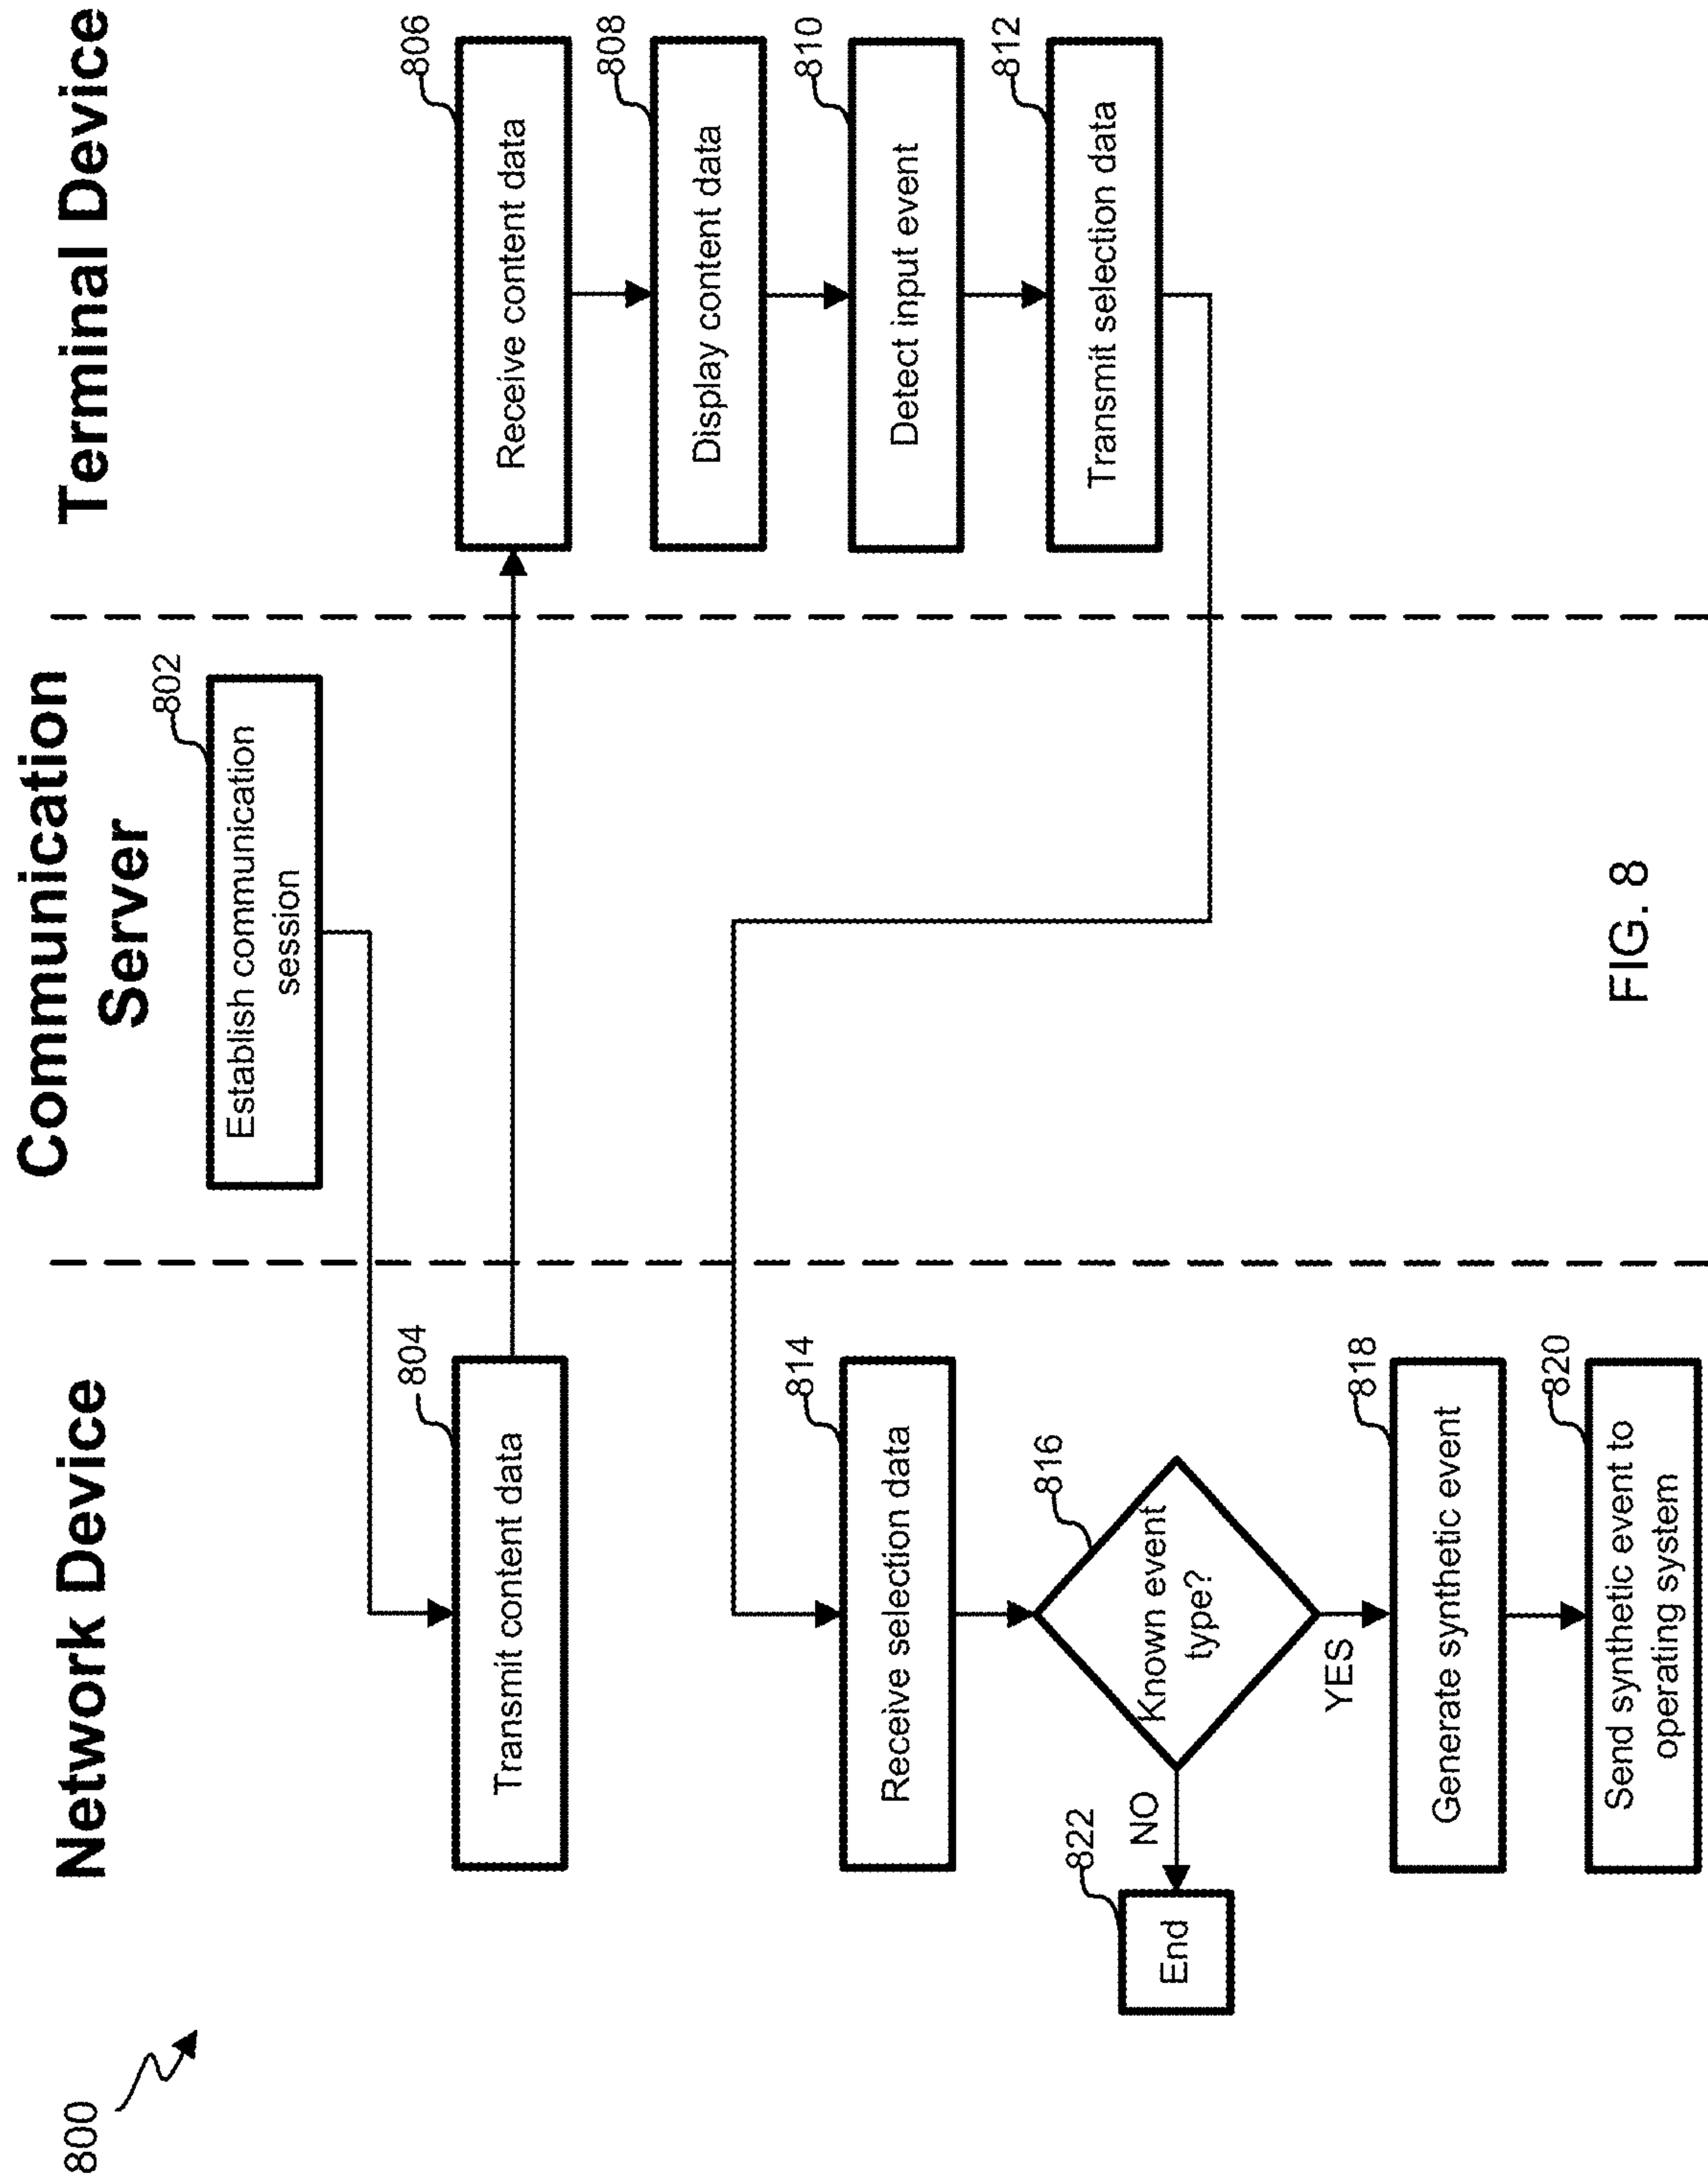 800
Network Device
Communication
Server
Terminal Device
802
Establish communication
session
804
Transmit content data
806
Receive content data
808
Display content data
810
Detect input event
812
Transmit selection data
814
Receive selection data
816
Known event
type?
NO
822
End
YES
818
Generate synthetic event
820
Send synthetic event to
operating system
FIG. 8